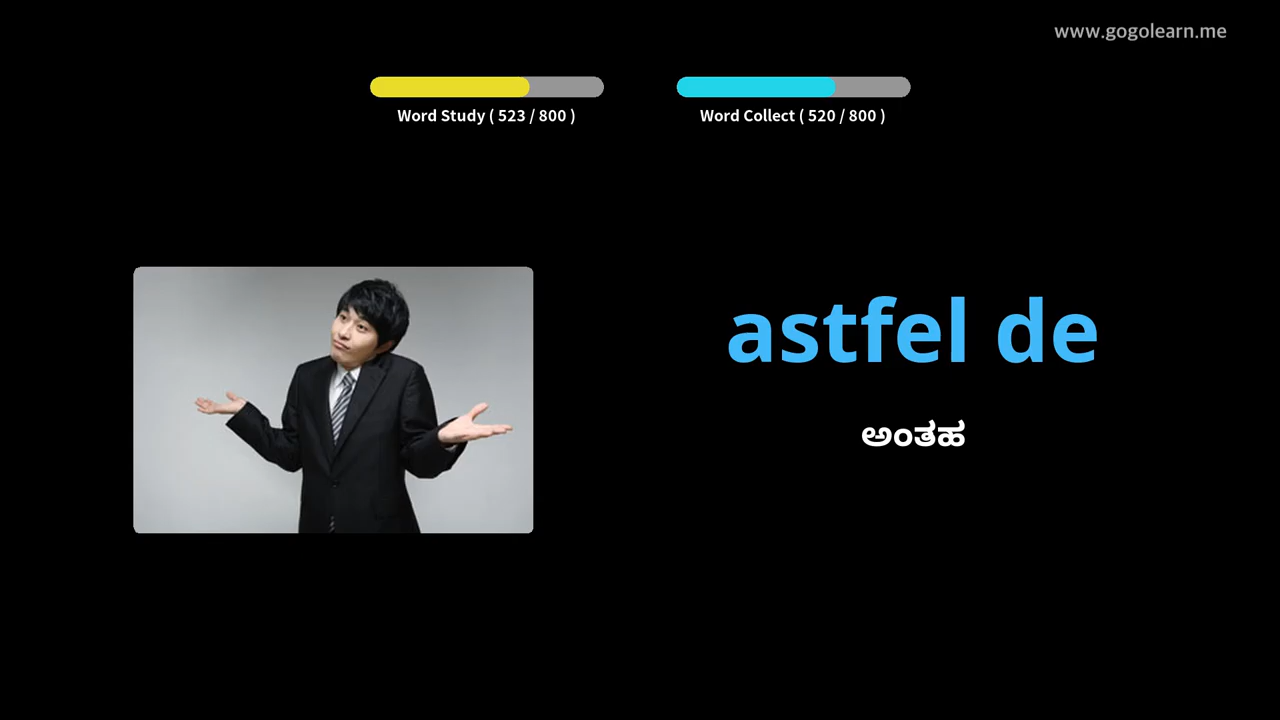 www.gogolearn.me
Word Study ( 523 / 800 )
Word Collect ( 520 / 800 )
astfel de
ಅಂತಹ